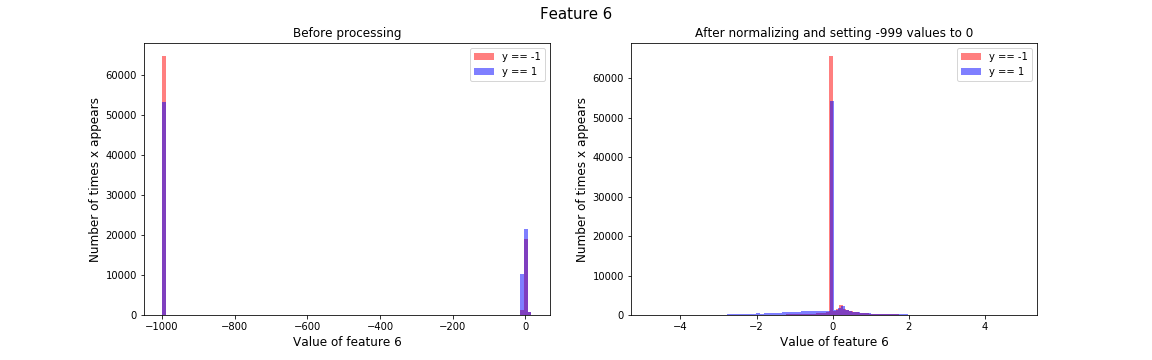 Feature 6
Before processing
Number of times x appears
60000
50000
40000
30000
20000
10000
0
y == -1
y == 1
−1000 −800 −600 −400 −200 0
Value of feature 6
After normalizing and setting -999 values to 0
Number of times x appears
60000
50000
40000
30000
20000
10000
0
y == -1
y == 1
−4 −2 0 2 4
Value of feature 6